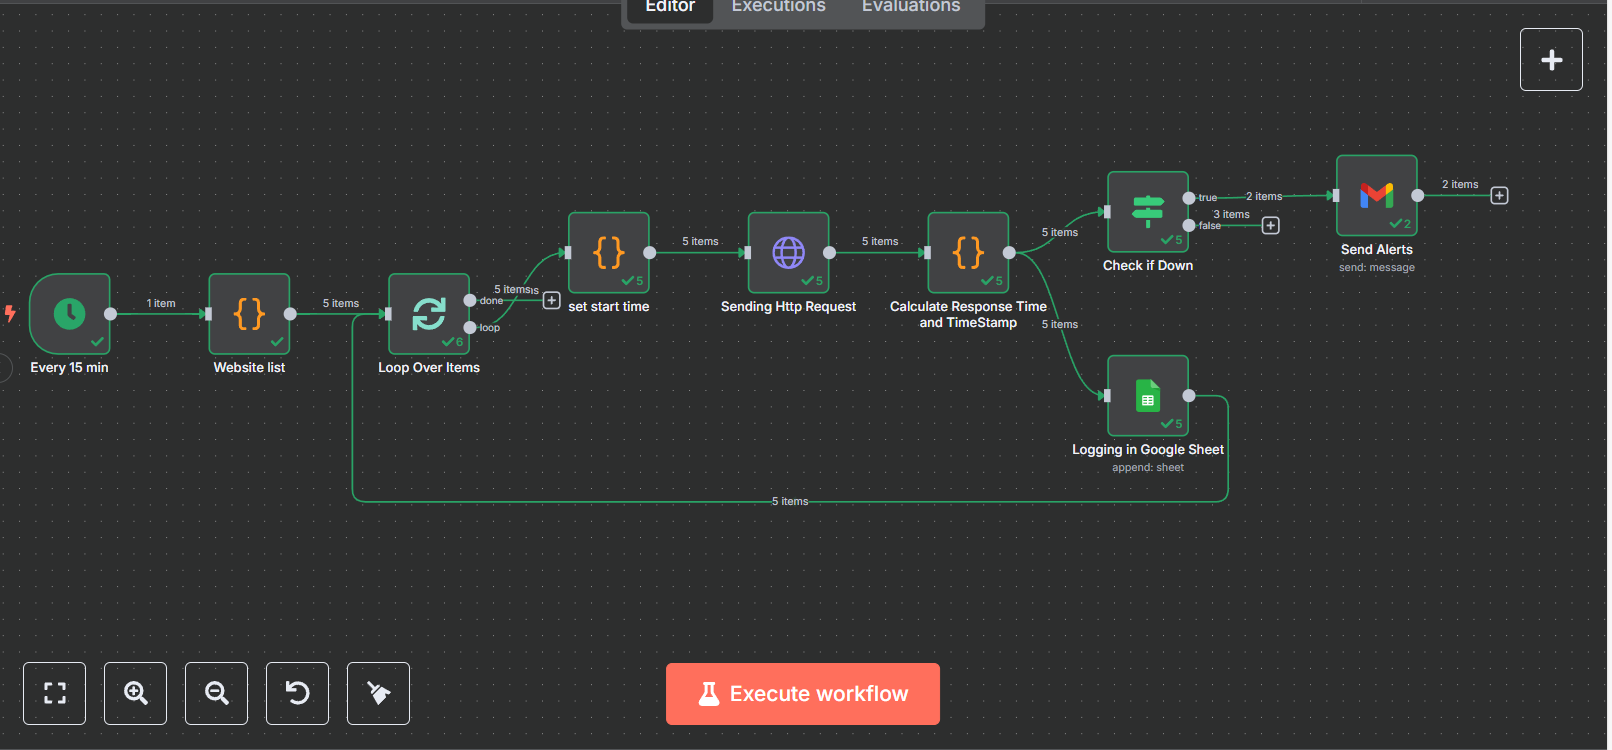 Editor
Executions
Evaluations
true
2 items
2 items
3 items
false
5 items
✓5
✓2
Send Alerts
send: message
Check if Down
5 items
5 items
5 items
done
loop
✓5
✓5
✓5
set start time
Sending Http Request
Calculate Response Time
and TimeStamp
1 item
5 items
✓6
5 items
Every 15 min
Website list
Loop Over Items
✓5
Logging in Google Sheet
append: sheet
5 items
Execute workflow